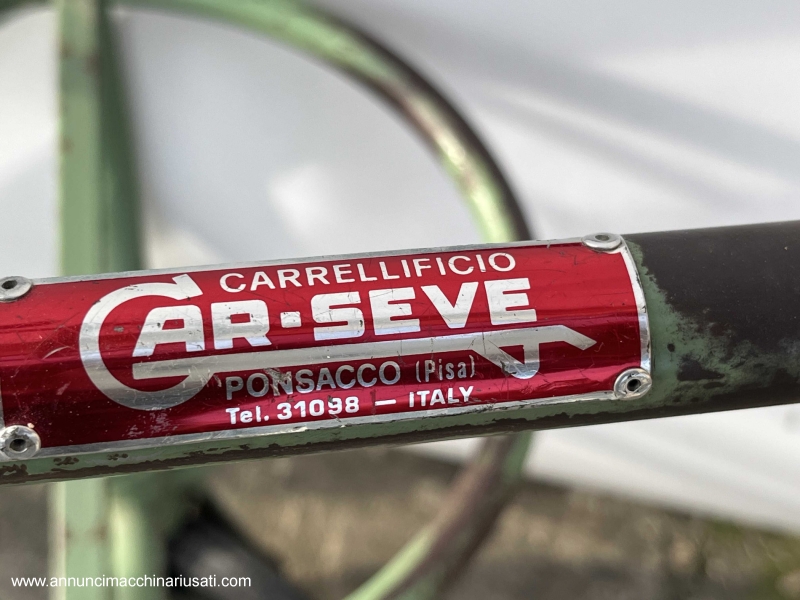 CARRELLIFICIO
CAR-SEVE
PONSACCO (Pisa)
Tel. 31098 — ITALY
www.annuncimacchinariusati.com